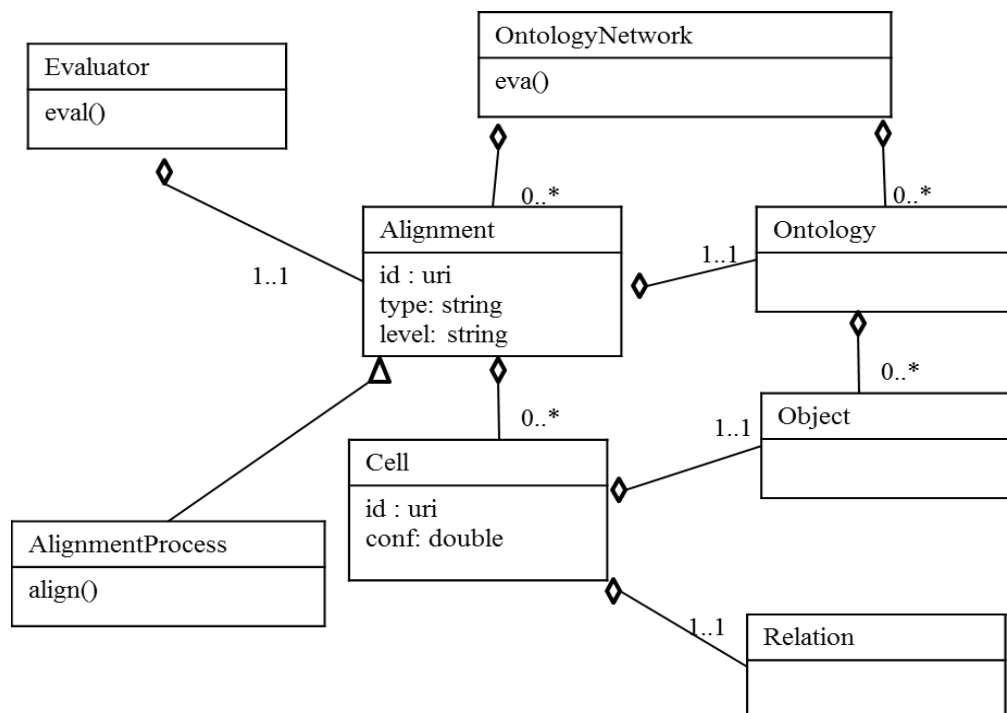 OntologyNetwork
eva()
Evaluator
eval()
0..*
0..*
Alignment
id : uri
type: string
level: string
1..1
1..1
Ontology
0..*
0..*
1..1
Object
Cell
id : uri
conf: double
AlignmentProcess
align()
1..1
Relation